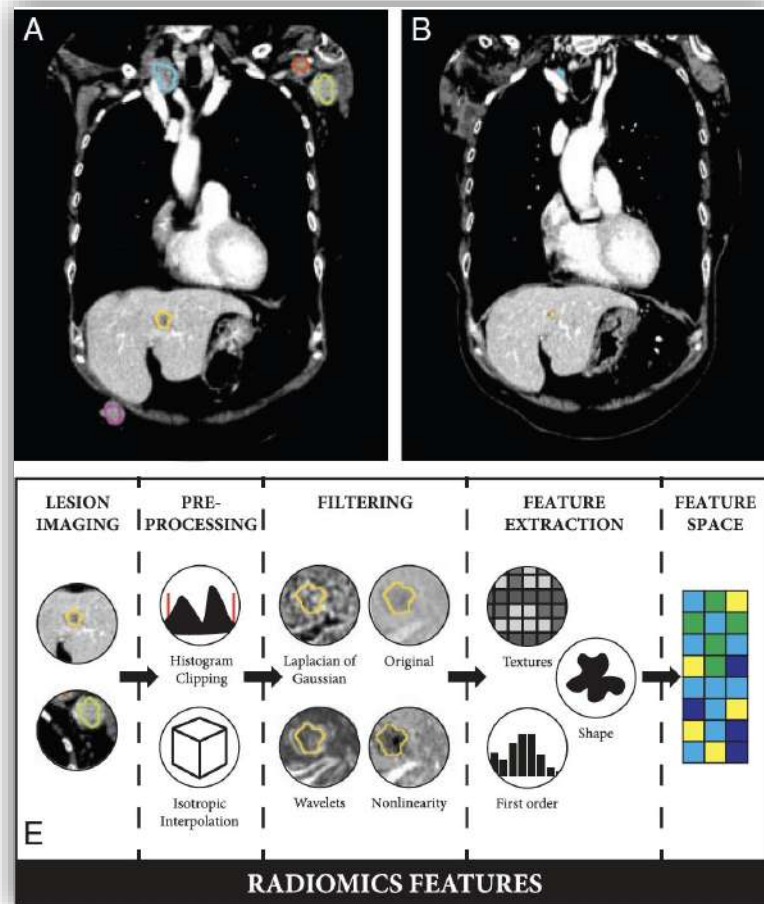 A
B
LESION
IMAGING
PRE-
PROCESSING
FILTERING
FEATURE
EXTRACTION
FEATURE
SPACE
Histogram
Clipping
Laplacian of
Gaussian
Original
Textures
Shape
Isotropic
Interpolation
Wavelets
Nonlinearity
First order
E
RADIOMICS FEATURES